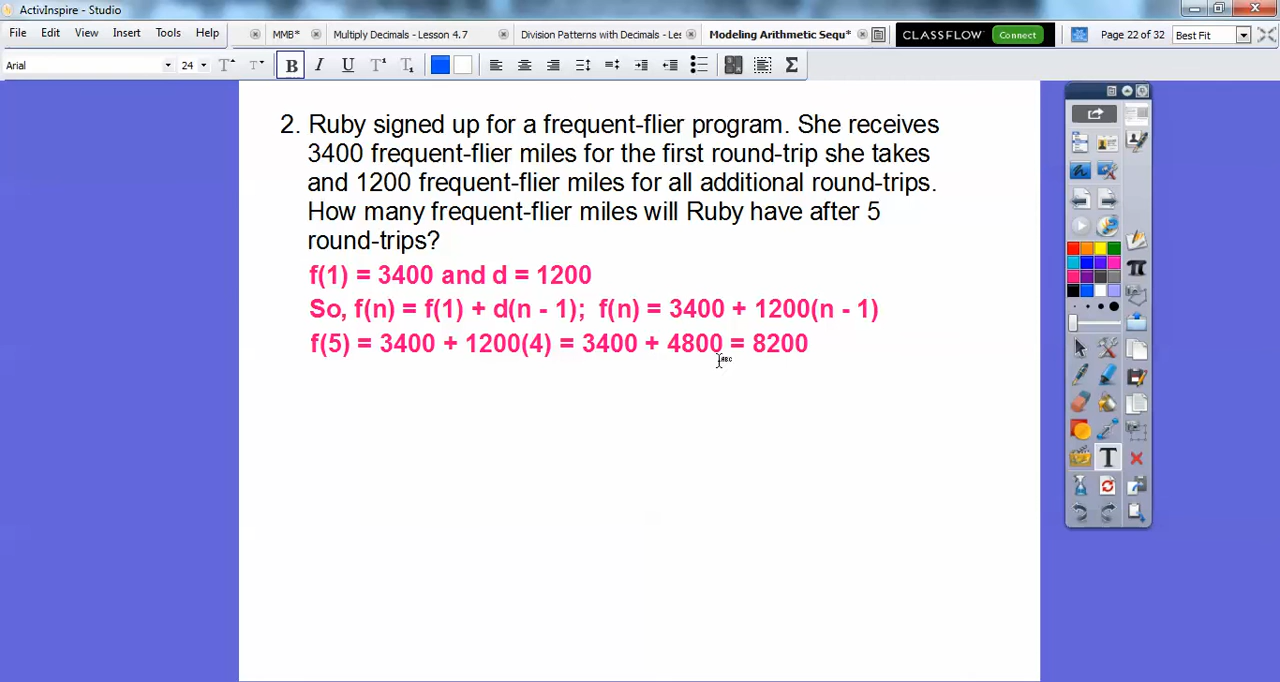 ActivInspire - Studio
File Edit View Insert Tools Help
MMB* Multiply Decimals - Lesson 4.7 Division Patterns with Decimals - Les Modeling Arithmetic Sequ* CLASSFLOW Connect Page 22 of 32 Best Fit
Arial 24 B I U
2. Ruby signed up for a frequent-flier program. She receives
3400 frequent-flier miles for the first round-trip she takes
and 1200 frequent-flier miles for all additional round-trips.
How many frequent-flier miles will Ruby have after 5
round-trips?
f(1) = 3400 and d = 1200
So, f(n) = f(1) + d(n - 1); f(n) = 3400 + 1200(n - 1)
f(5) = 3400 + 1200(4) = 3400 + 4800 = 8200